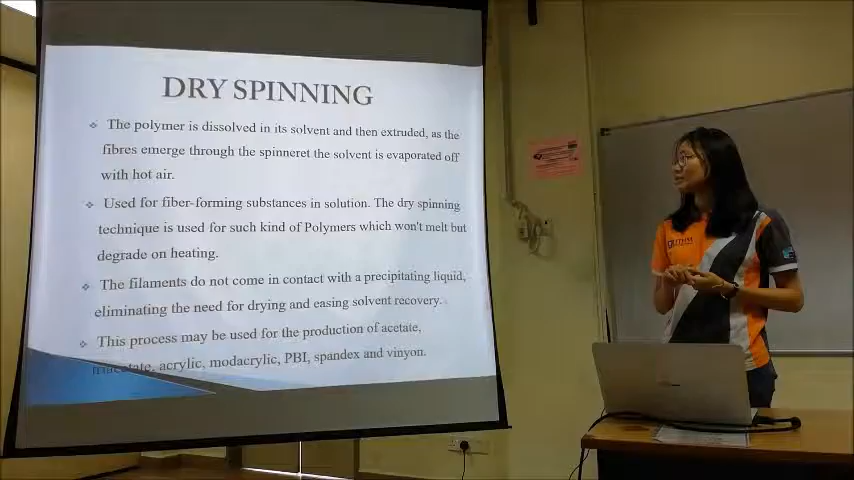 DRY SPINNING
❖ The polymer is dissolved in its solvent and then extruded, as the
fibres emerge through the spinneret the solvent is evaporated off
with hot air.
❖ Used for fiber-forming substances in solution. The dry spinning
technique is used for such kind of Polymers which won't melt but
degrade on heating.
❖ The filaments do not come in contact with a precipitating liquid,
eliminating the need for drying and easing solvent recovery.
❖ This process may be used for the production of acetate,
triacetate, acrylic, modacrylic, PBI, spandex and vinyon.